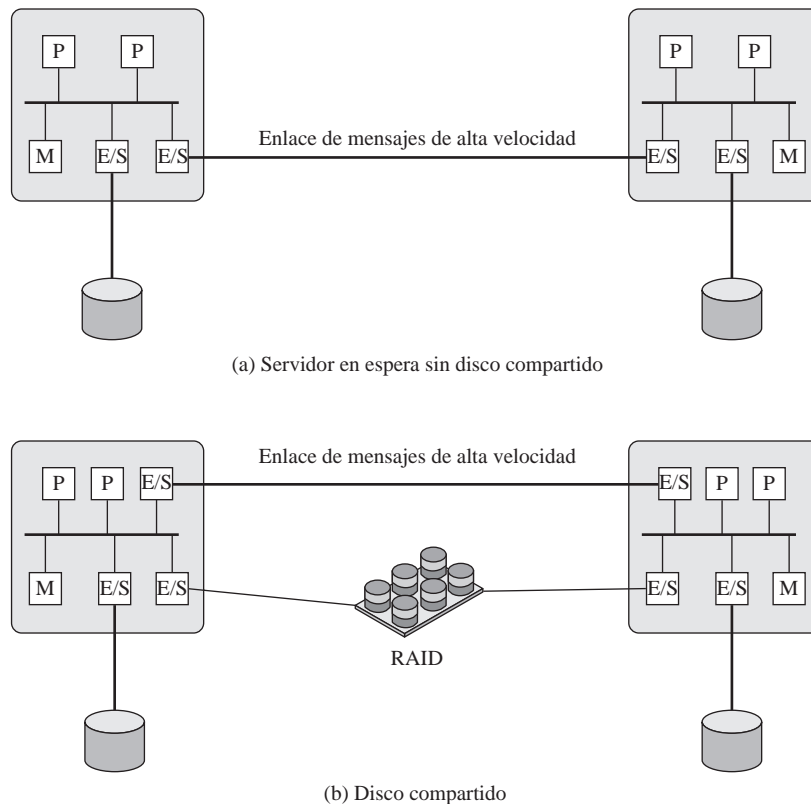 P P P P
Enlace de mensajes de alta velocidad
M E/S E/S E/S E/S M
(a) Servidor en espera sin disco compartido
Enlace de mensajes de alta velocidad
P P E/S E/S P P
M E/S E/S E/S E/S M
RAID
(b) Disco compartido